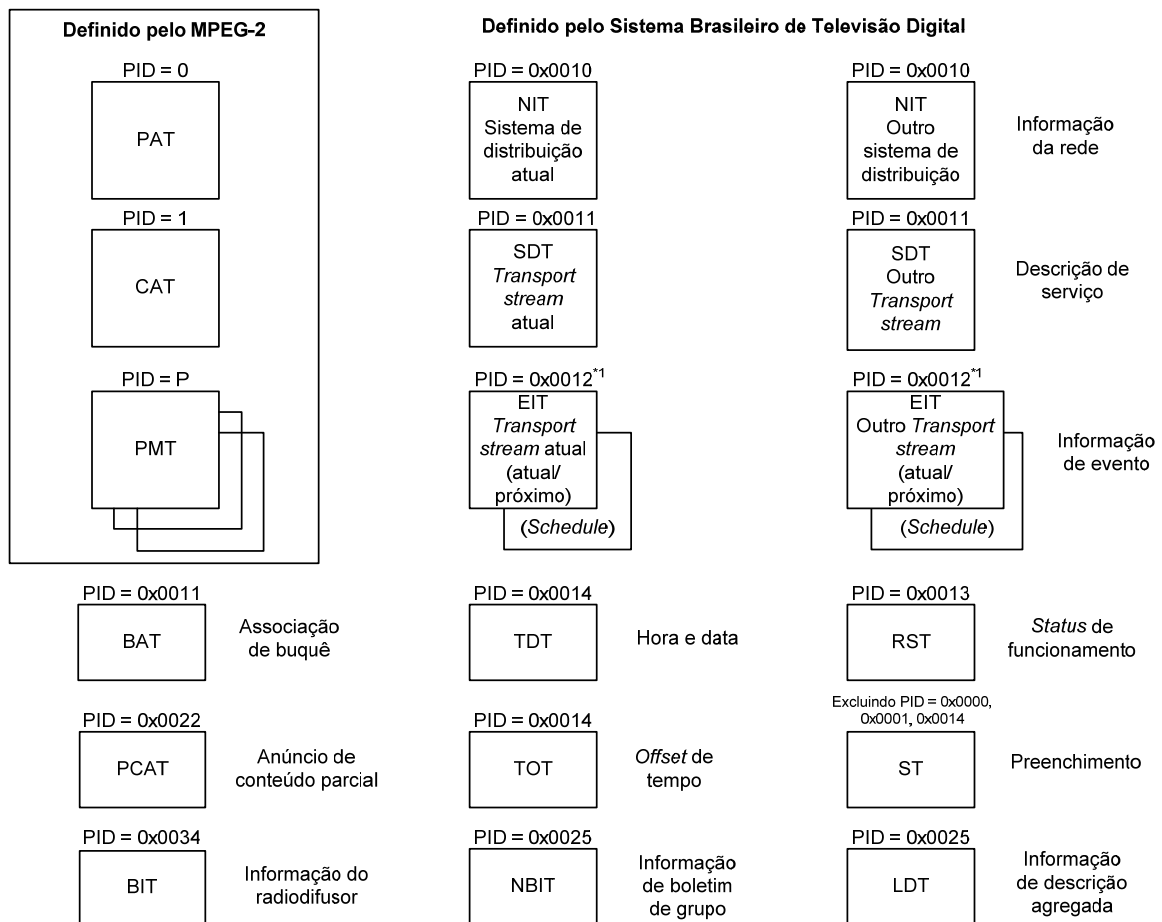 Definido pelo MPEG-2
Definido pelo Sistema Brasileiro de Televisão Digital
PID = 0
PAT
PID = 0x0010
NIT
Sistema de
distribuição
atual
PID = 0x0010
NIT
Outro
sistema de
distribuição
Informação
da rede
PID = 1
CAT
PID = 0x0011
SDT
Transport
stream
atual
PID = 0x0011
SDT
Outro
Transport
stream
Descrição de
serviço
PID = P
PMT
PID = 0x0012*1
EIT
Transport
stream atual
(atual/
próximo)
(Schedule)
PID = 0x0012*1
EIT
Outro Transport
stream
(atual/
próximo)
(Schedule)
Informação
de evento
PID = 0x0011
BAT
Associação
de buquê
PID = 0x0014
TDT
Hora e data
PID = 0x0013
RST
Status de
funcionamento
PID = 0x0022
PCAT
Anúncio de
conteúdo parcial
PID = 0x0014
TOT
Offset de
tempo
Excluindo PID = 0x0000,
0x0001, 0x0014
ST
Preenchimento
PID = 0x0034
BIT
Informação do
radiodifusor
PID = 0x0025
NBIT
Informação
de boletim
de grupo
PID = 0x0025
LDT
Informação
de descrição
agregada